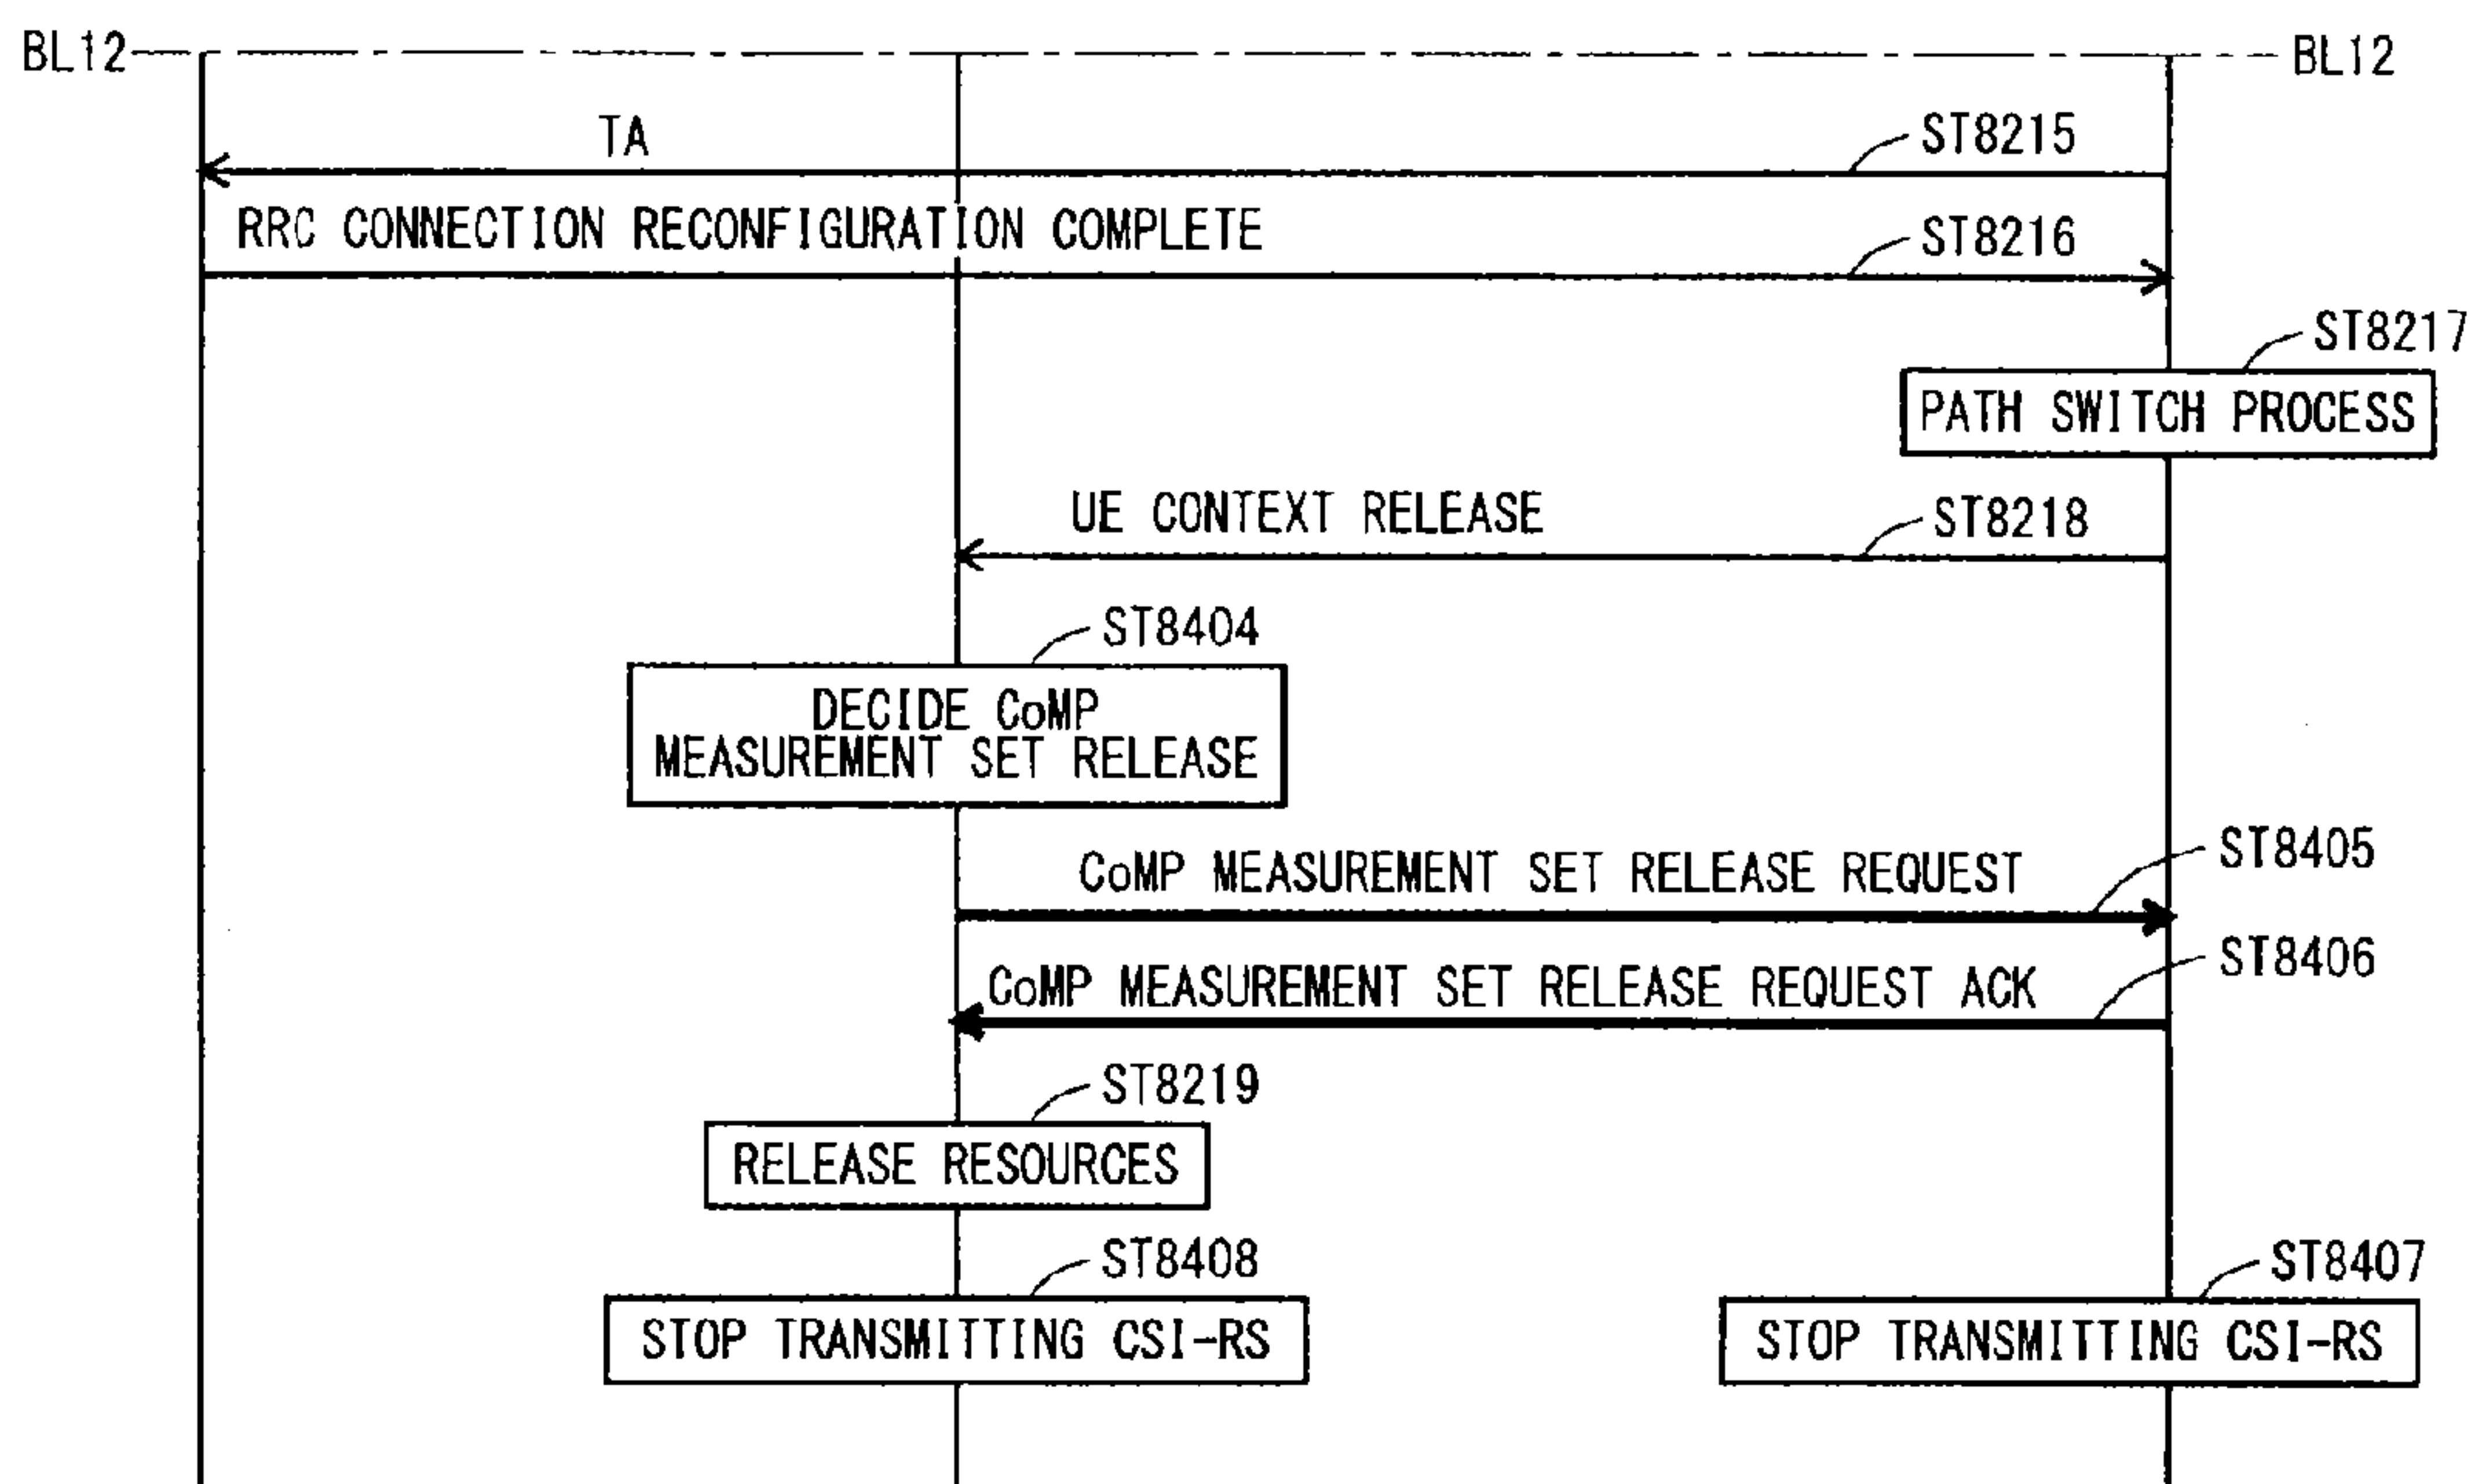 BL12
BL12
TA
ST8215
RRC CONNECTION RECONFIGURATION COMPLETE
ST8216
ST8217
PATH SWITCH PROCESS
UE CONTEXT RELEASE
ST8218
ST8404
DECIDE CoMP
MEASUREMENT SET RELEASE
CoMP MEASUREMENT SET RELEASE REQUEST
ST8405
CoMP MEASUREMENT SET RELEASE REQUEST ACK
ST8406
ST8219
RELEASE RESOURCES
ST8408
STOP TRANSMITTING CSI-RS
ST8407
STOP TRANSMITTING CSI-RS